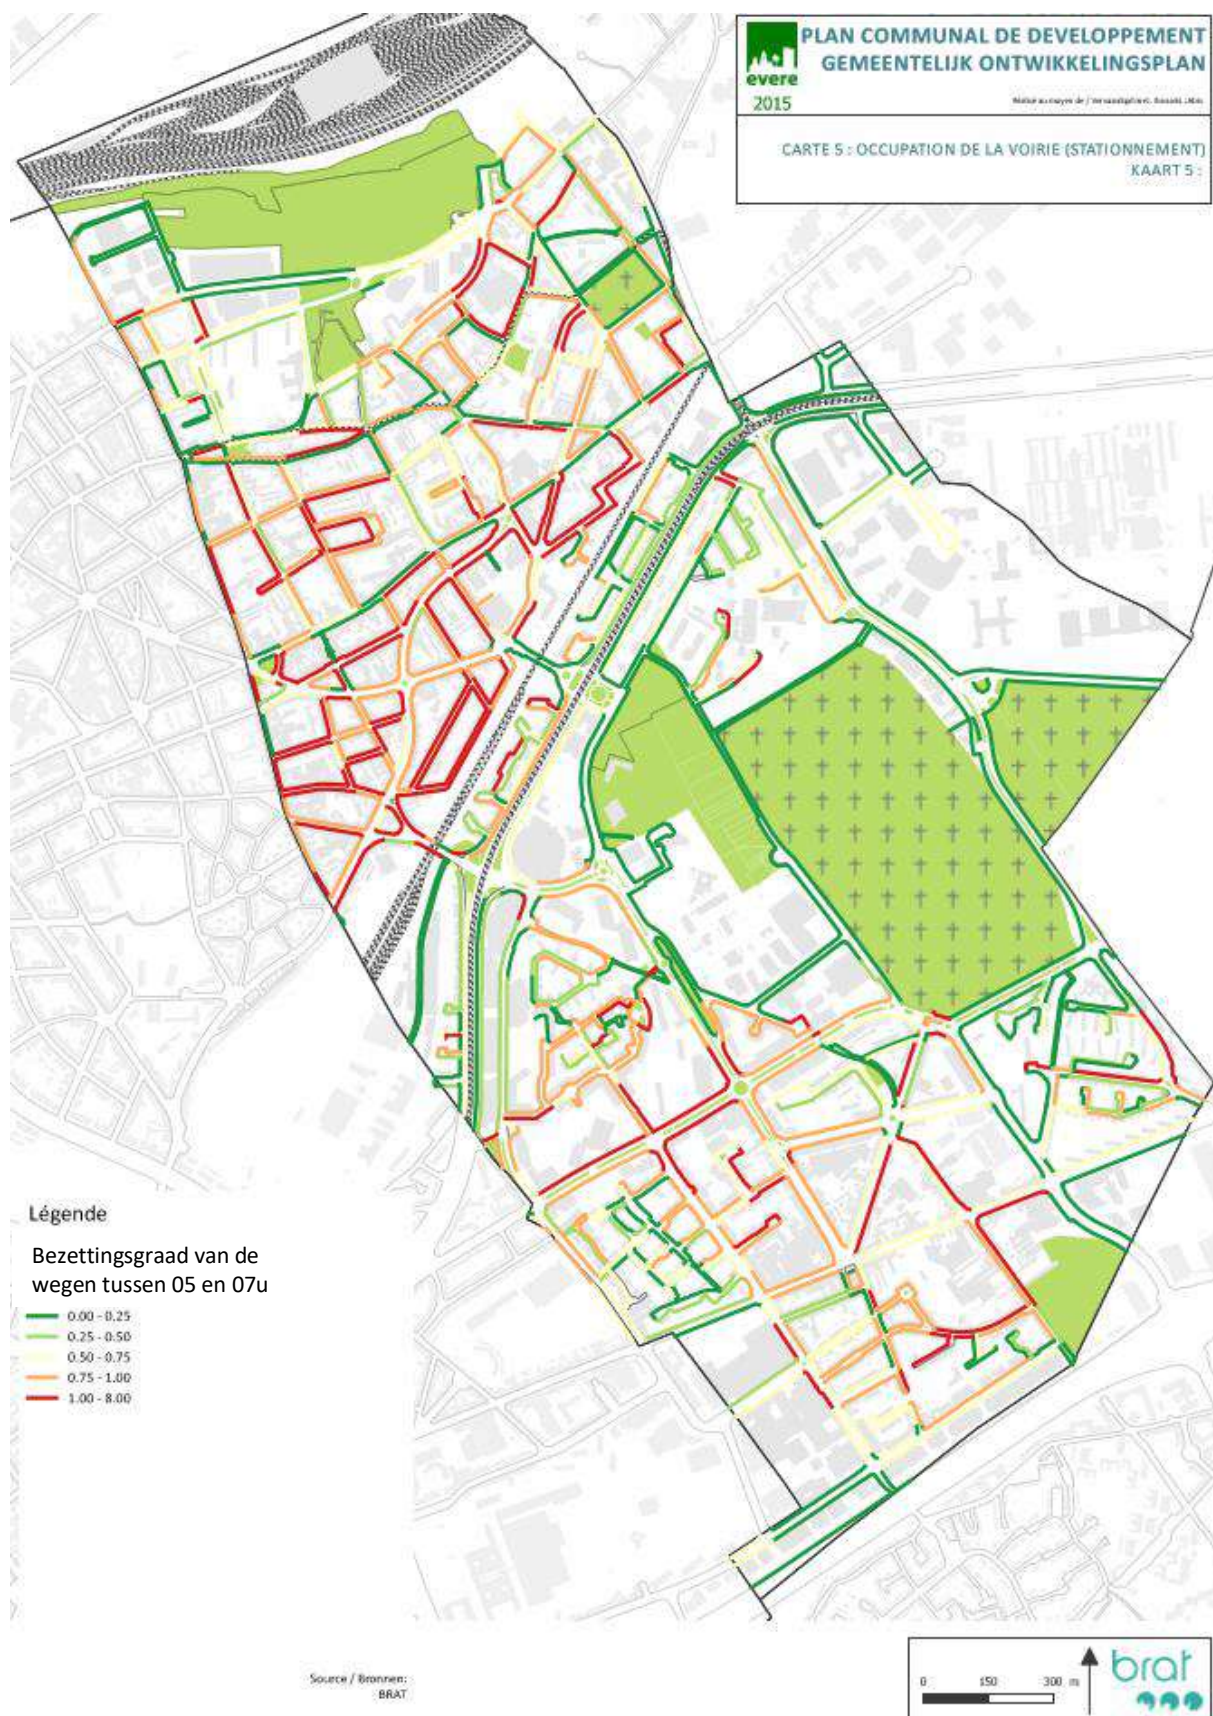 PLAN COMMUNAL DE DEVELOPPEMENT
GEMEENTELIJK ONTWIKKELINGSPLAN
evere
2015
CARTE 5 : OCCUPATION DE LA VOIRIE (STATIONNEMENT)
KAART 5 :
Légende
Bezettingsgraad van de
wegen tussen 05 en 07u
0.00 - 0.25
0.25 - 0.50
0.50 - 0.75
0.75 - 1.00
1.00 - 8.00
Source / Bronnen:
BRAT
0 150 300 m
brat